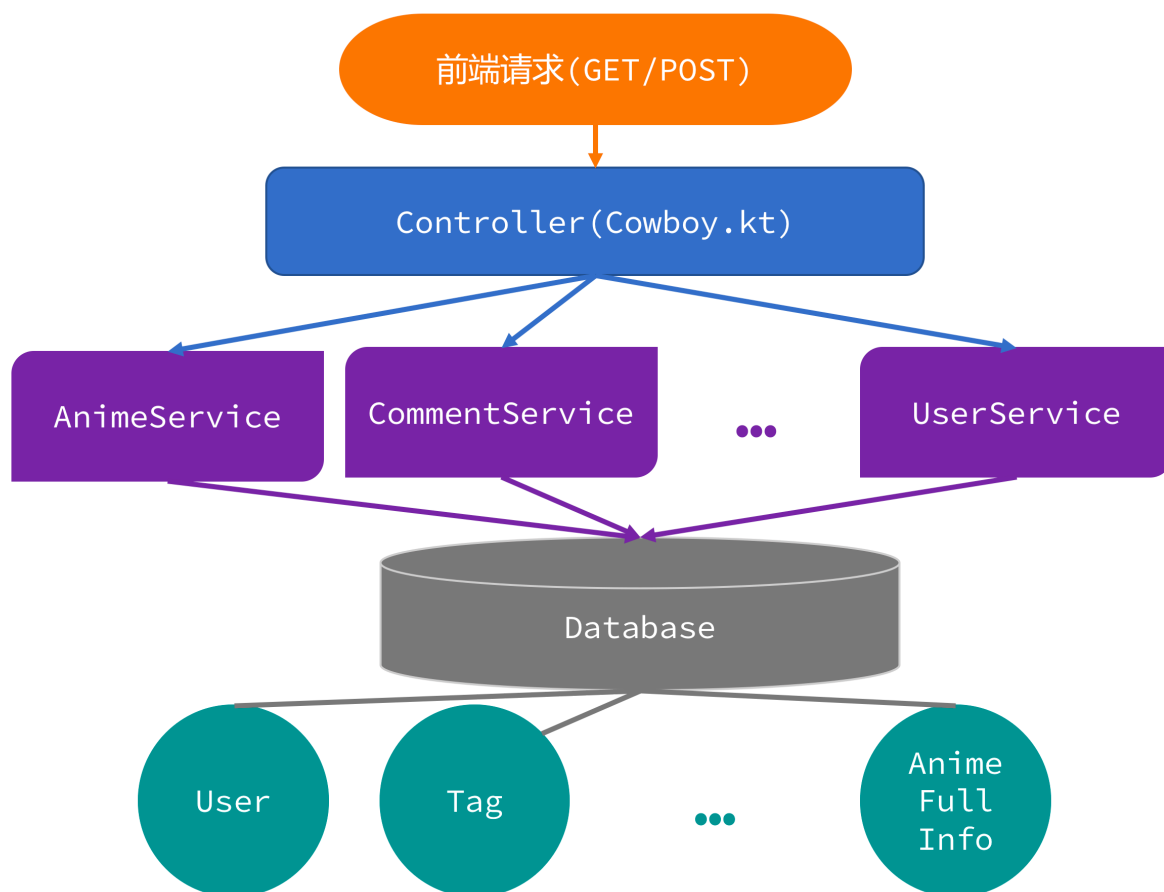 前端请求(GET/POST)
Controller(Cowboy.kt)
AnimeService
CommentService
...
UserService
Database
User
Tag
...
Anime
Full
Info